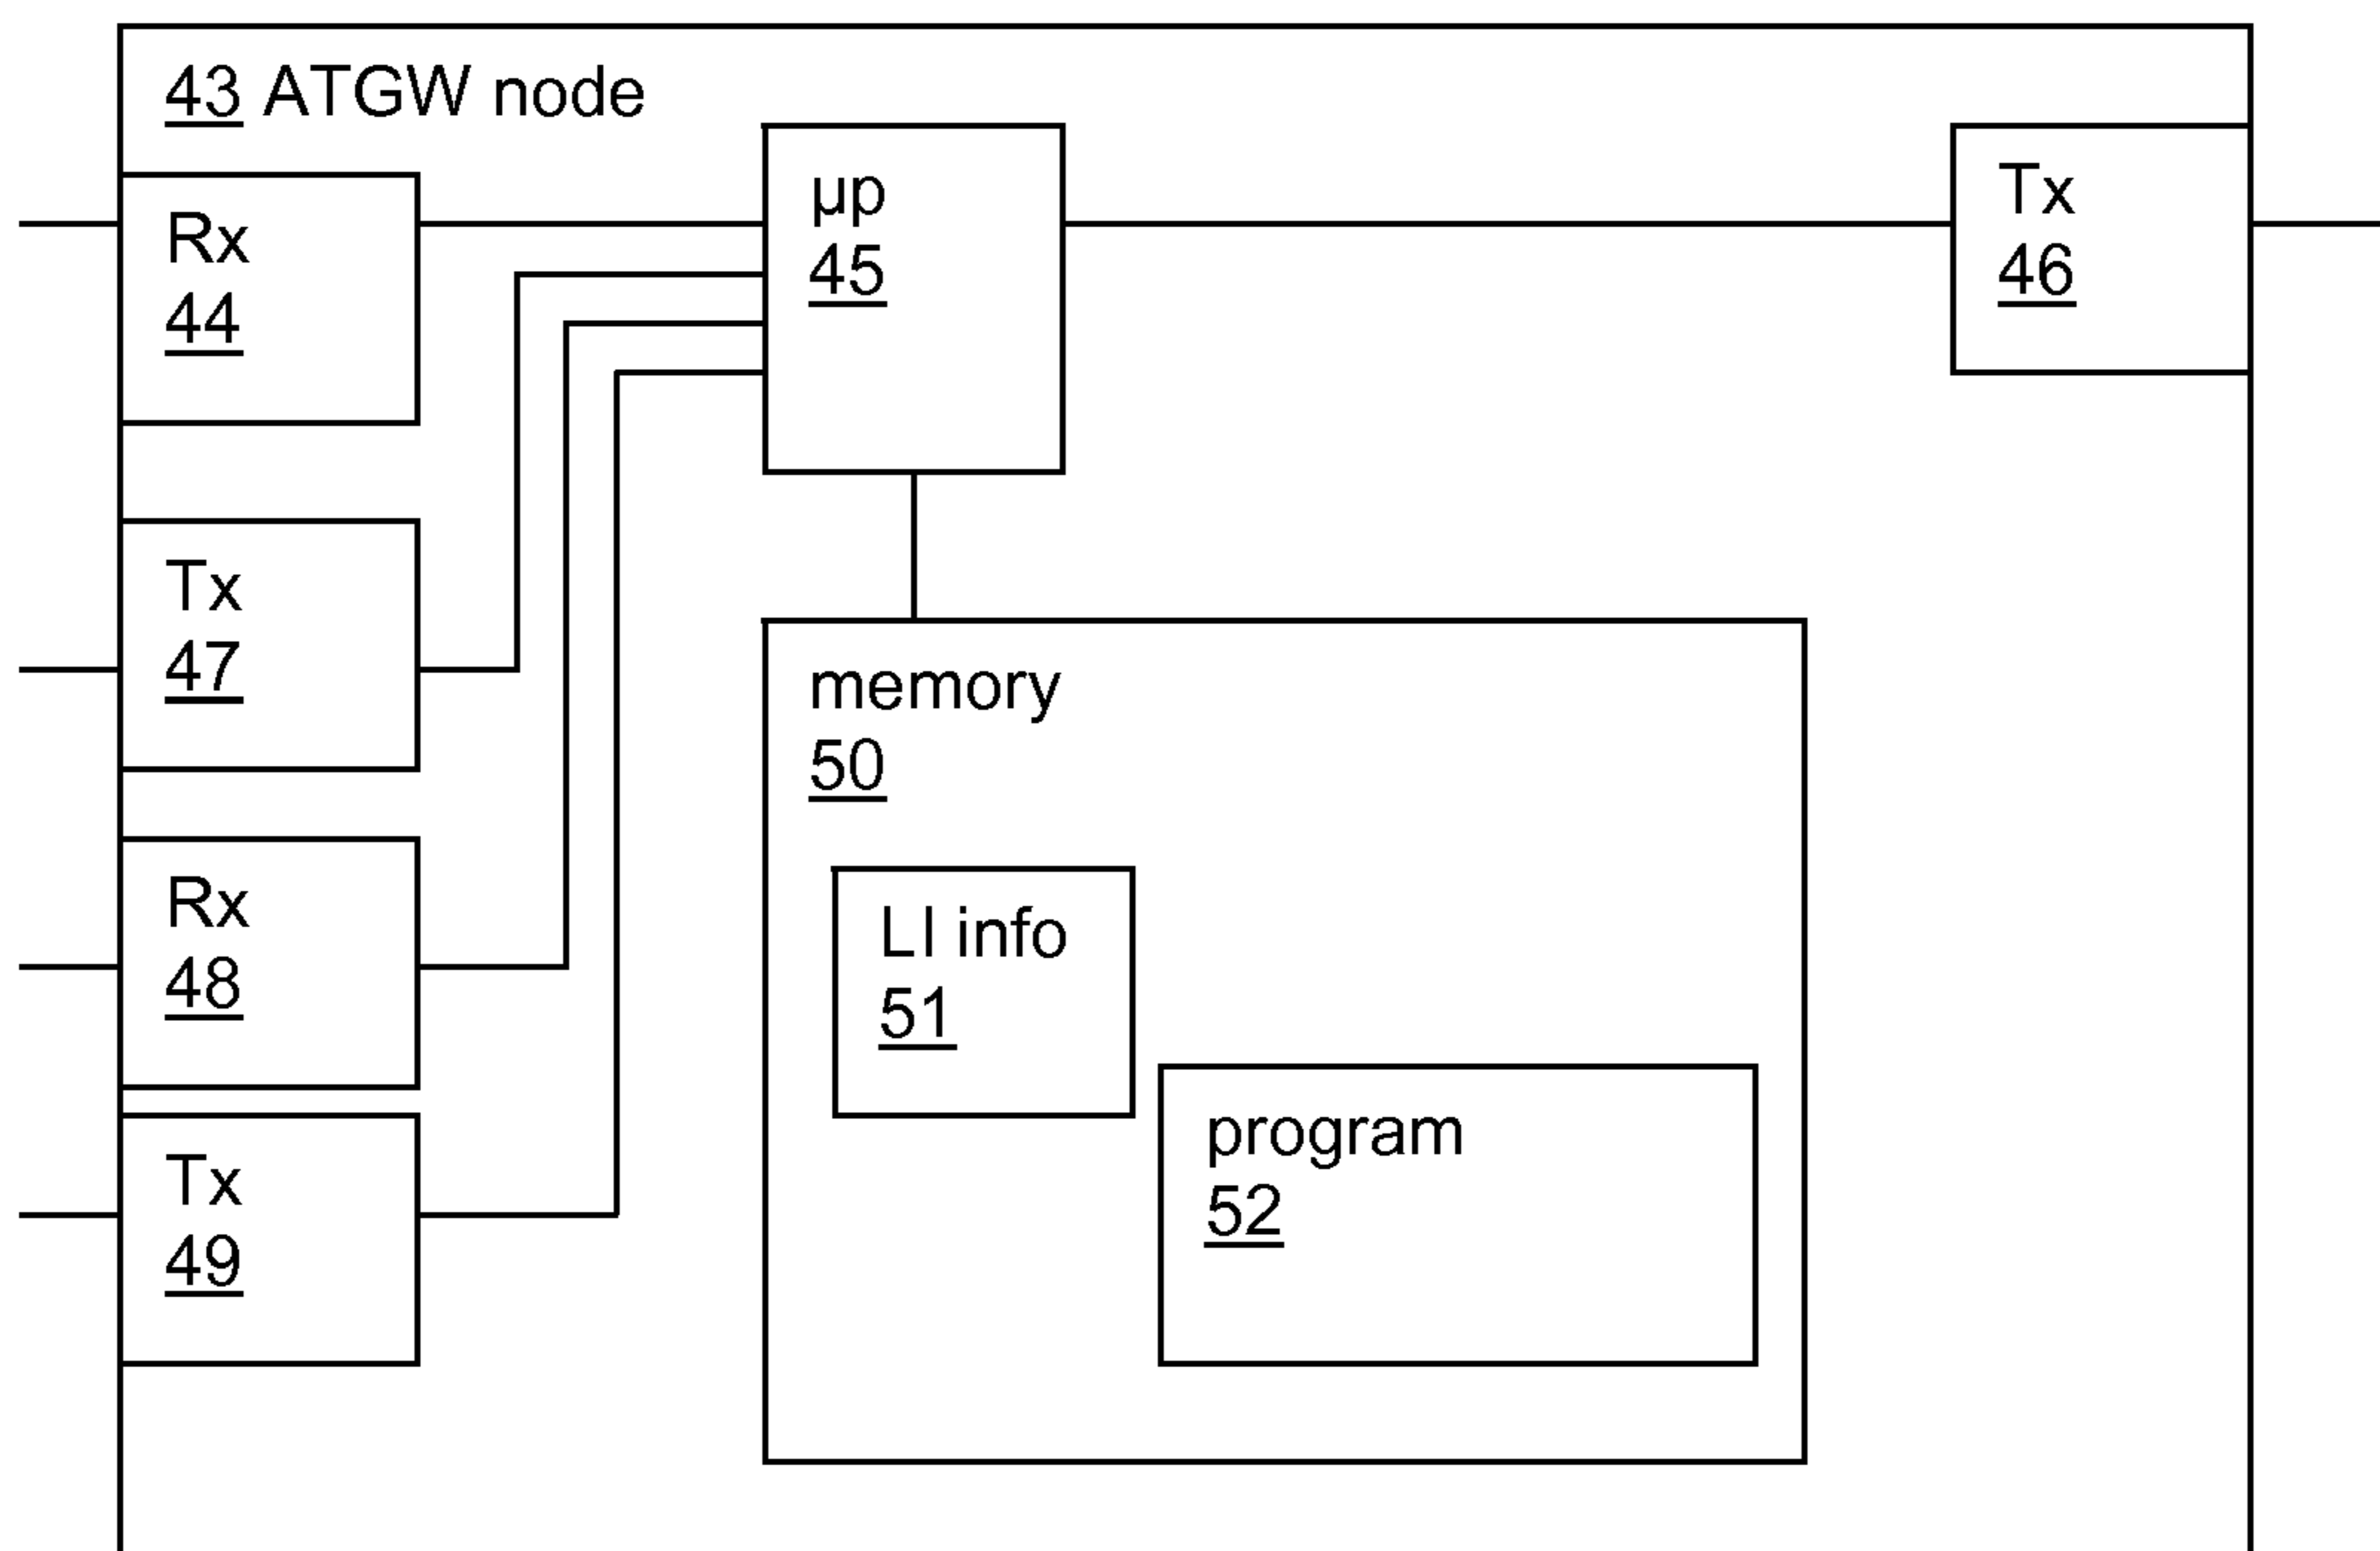 43 ATGW node
Rx
44
µp
45
Tx
46
Tx
47
memory
50
Rx
48
LI info
51
Tx
49
program
52